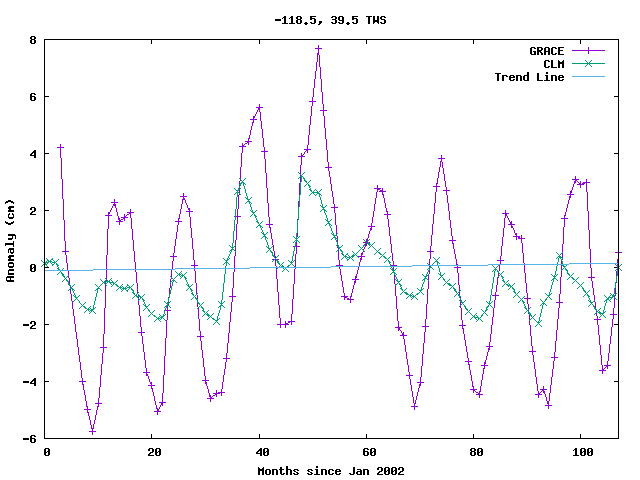 -118.5, 39.5 TWS
GRACE
CLM
Trend Line
8
6
4
2
0
-2
-4
-6
Anomaly (cm)
0 20 40 60 80 100
Months since Jan 2002